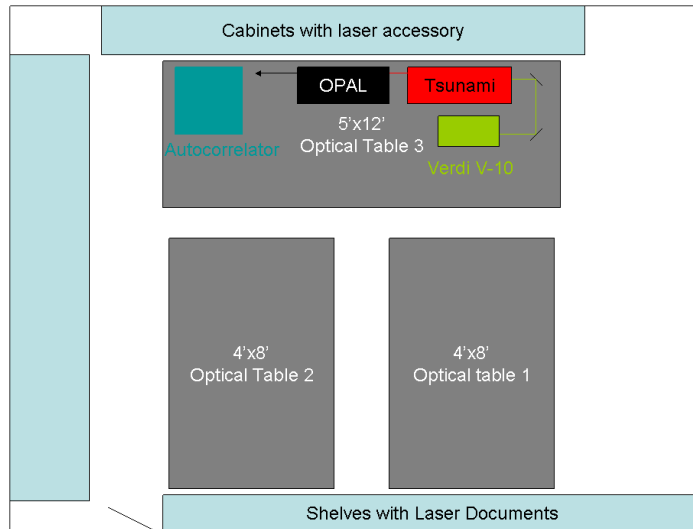 Cabinets with laser accessory
OPAL
Tsunami
5’x12’
Optical Table 3
Autocorrelator
Verdi V-10
4’x8’
Optical Table 2
4’x8’
Optical table 1
Shelves with Laser Documents